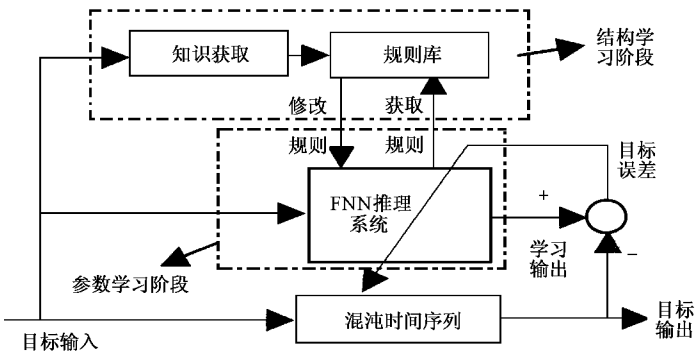 知识获取
规则库
结构学
习阶段
修改
获取
规则
规则
目标
误差
FNN推理
系统
+
学习
输出
−
参数学习阶段
混沌时间序列
目标输入
目标
输出